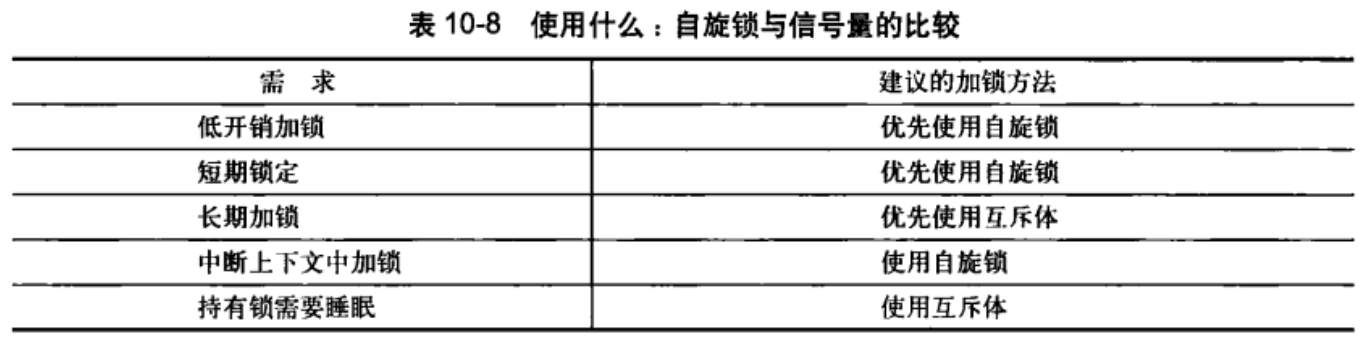 表 10-8 使用什么：自旋锁与信号量的比较
需 求 建议的加锁方法
低开销加锁 优先使用自旋锁
短期锁定 优先使用自旋锁
长期加锁 优先使用互斥体
中断上下文中加锁 使用自旋锁
持有锁需要睡眠 使用互斥体